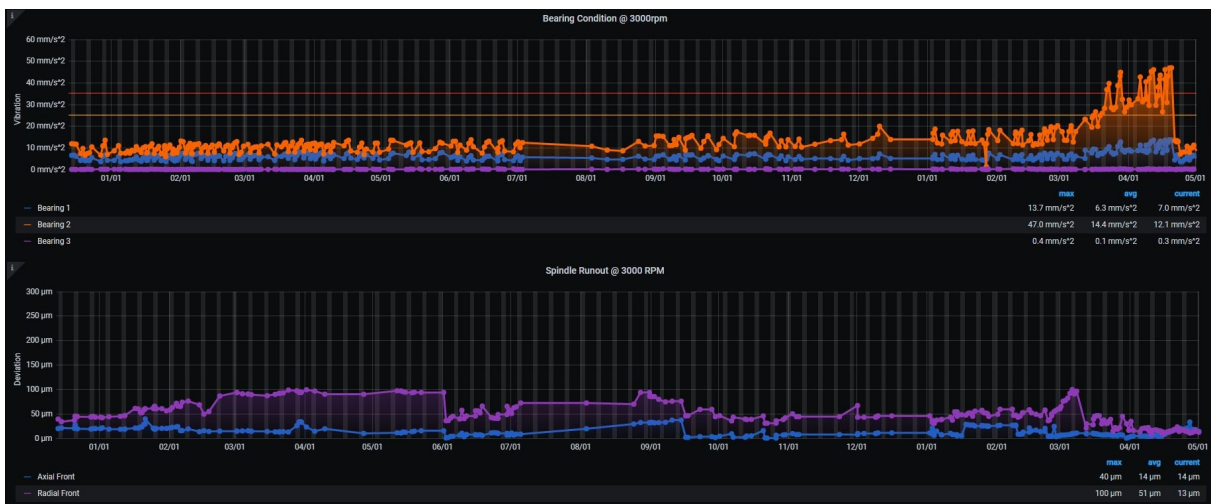 i
Bearing Condition @ 3000rpm
60 mm/s^2
50 mm/s^2
40 mm/s^2
30 mm/s^2
20 mm/s^2
10 mm/s^2
0 mm/s^2
Vibration
01/01 02/01 03/01 04/01 05/01 06/01 07/01 08/01 09/01 10/01 11/01 12/01 01/01 02/01 03/01 04/01 05/01
max avg current
Bearing 1 13.7 mm/s^2 6.3 mm/s^2 7.0 mm/s^2
Bearing 2 47.0 mm/s^2 14.4 mm/s^2 12.1 mm/s^2
Bearing 3 0.4 mm/s^2 0.1 mm/s^2 0.3 mm/s^2
i
Spindle Runout @ 3000 RPM
300 µm
250 µm
200 µm
150 µm
100 µm
50 µm
0 µm
Deviation
01/01 02/01 03/01 04/01 05/01 06/01 07/01 08/01 09/01 10/01 11/01 12/01 01/01 02/01 03/01 04/01 05/01
max avg current
Axial Front 40 µm 14 µm 14 µm
Radial Front 100 µm 51 µm 13 µm